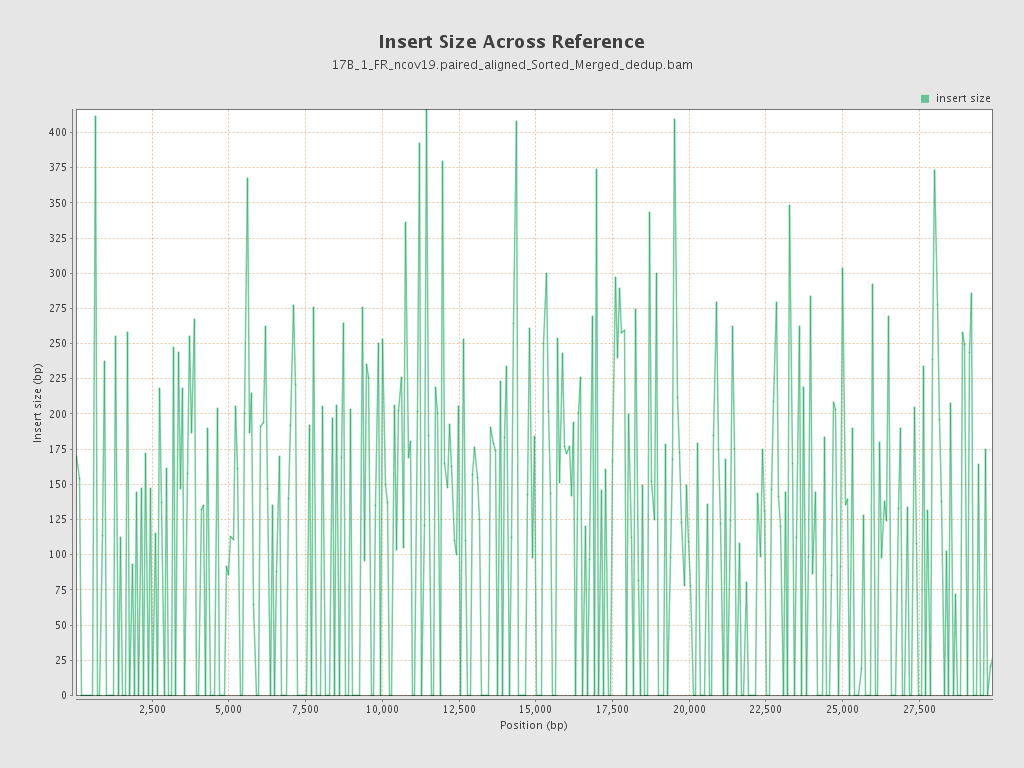 Insert Size Across Reference
17B_1_FR_ncov19.paired_aligned_Sorted_Merged_dedup.bam
insert size
400
375
350
325
300
275
250
225
200
175
150
125
100
75
50
25
0
Insert size (bp)
2,500 5,000 7,500 10,000 12,500 15,000 17,500 20,000 22,500 25,000 27,500
Position (bp)